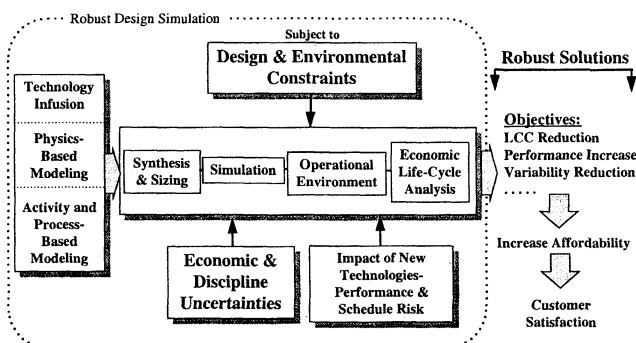 Robust Design Simulation
Subject to
Design & Environmental
Constraints
Robust Solutions
Technology
Infusion
Physics-
Based
Modeling
Activity and
Process-
Based
Modeling
Synthesis
& Sizing
Simulation
Operational
Environment
Economic
Life-Cycle
Analysis
Objectives:
LCC Reduction
Performance Increase
Variability Reduction
.....
Economic &
Discipline
Uncertainties
Impact of New
Technologies-
Performance &
Schedule Risk
Increase Affordability
Customer
Satisfaction